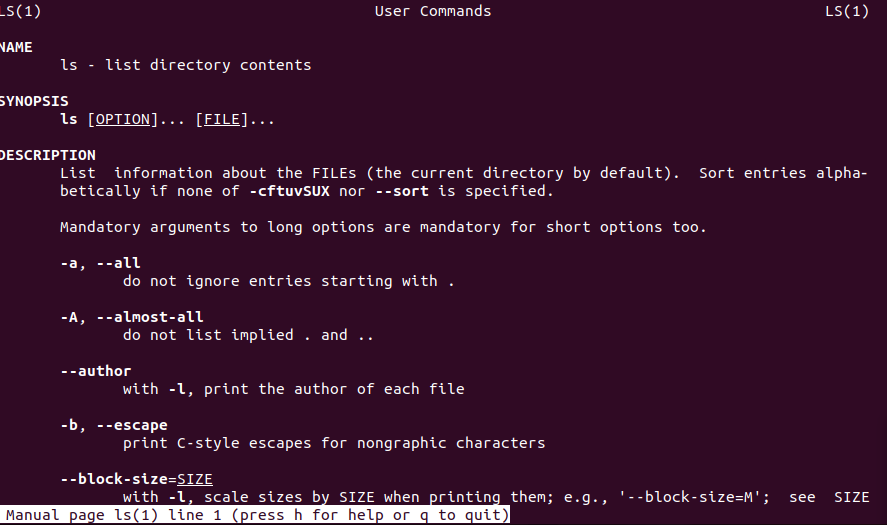 LS(1) User Commands LS(1)
NAME
ls - list directory contents
SYNOPSIS
ls [OPTION]... [FILE]...
DESCRIPTION
List  information about the FILEs (the current directory by default).  Sort entries alpha-
betically if none of -cftuvSUX nor --sort is specified.
Mandatory arguments to long options are mandatory for short options too.
-a, --all
do not ignore entries starting with .
-A, --almost-all
do not list implied . and ..
--author
with -l, print the author of each file
-b, --escape
print C-style escapes for nongraphic characters
--block-size=SIZE
with -l, scale sizes by SIZE when printing them; e.g., '--block-size=M';  see  SIZE
Manual page ls(1) line 1 (press h for help or q to quit)